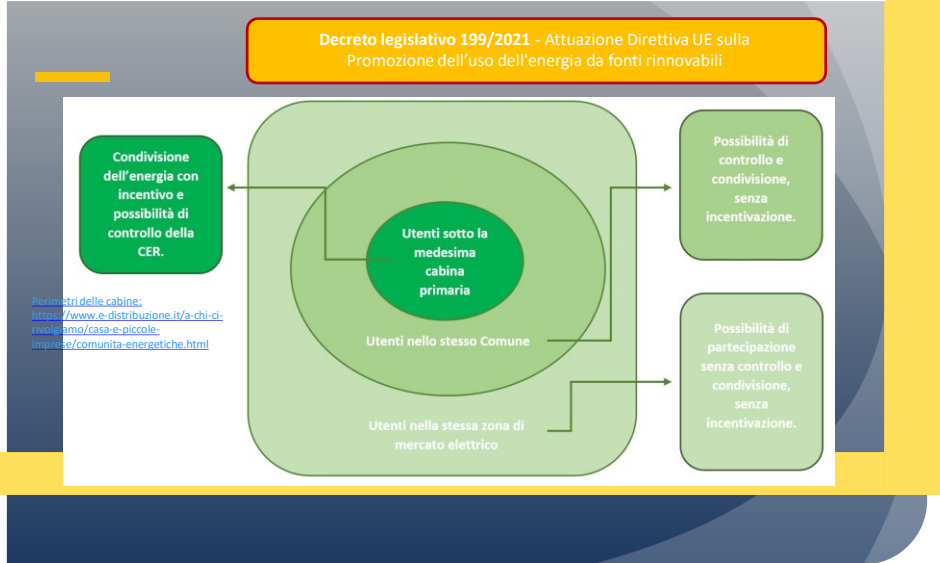 Decreto legislativo 199/2021 - Attuazione Direttiva UE sulla
Promozione dell'uso dell'energia da fonti rinnovabili
Condivisione
dell'energia con
incentivo e
possibilità di
controllo della
CER.
Perimetri delle cabine:
https://www.e-distribuzione.it/a-chi-ci-
rivolgiamo/casa-e-piccole-
imprese/comunita-energetiche.html
Utenti sotto la
medesima
cabina
primaria
Utenti nello stesso Comune
Utenti nella stessa zona di
mercato elettrico
Possibilità di
controllo e
condivisione,
senza
incentivazione.
Possibilità di
partecipazione
senza controllo e
condivisione,
senza
incentivazione.